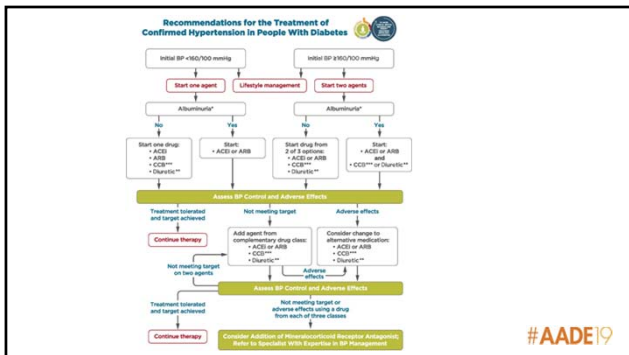 Recommendations for the Treatment of
Confirmed Hypertension in People With Diabetes
Initial BP <160/100 mmHg
Initial BP ≥160/100 mmHg
Start one agent
Lifestyle management
Start two agents
Albuminuria*
Albuminuria*
No
Yes
No
Yes
Start one drug:
• ACEI
• ARB
• CCB***
• Diuretic**
Start:
• ACEI or ARB
Start drug from
2 of 3 options:
• ACEI or ARB
• CCB***
• Diuretic**
Start:
• ACEI or ARB
and
• CCB*** or Diuretic**
Assess BP Control and Adverse Effects
Treatment tolerated
and target achieved
Not meeting target
Adverse effects
Continue therapy
Add agent from
complementary drug class:
• ACEI or ARB
• CCB***
• Diuretic**
Consider change to
alternative medication:
• ACEI or ARB
• CCB***
• Diuretic**
Not meeting target
on two agents
Adverse
effects
Assess BP Control and Adverse Effects
Treatment tolerated
and target achieved
Not meeting target or
adverse effects using a drug
from each of three classes
Continue therapy
Consider Addition of Mineralocorticoid Receptor Antagonist;
Refer to Specialist With Expertise in BP Management
#AADE19